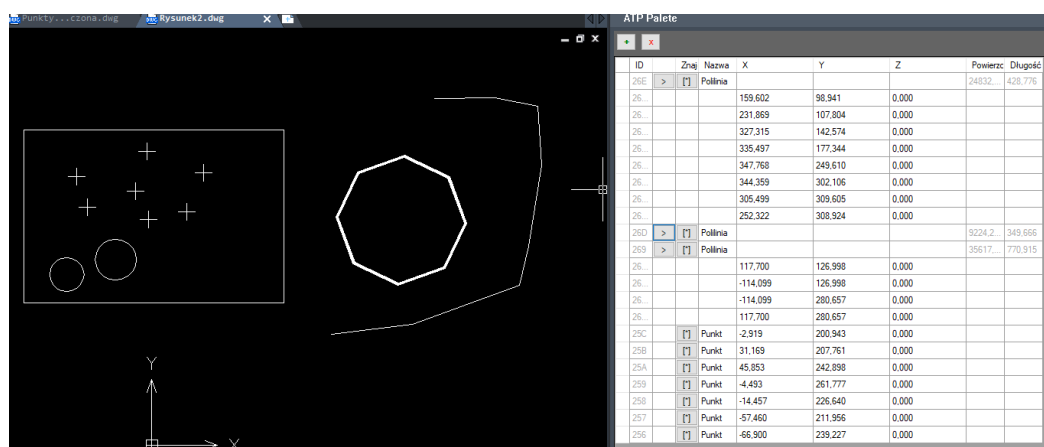 Punkty...czona.dwg Rysunek2.dwg X ATP Palete
+ x
ID Znaj Nazwa X Y Z Powierzc Długość
26E > [*] Polilinia 24832,... 428,776
26... 159,602 98,941 0,000
26... 231,869 107,804 0,000
26... 327,315 142,574 0,000
26... 335,497 177,344 0,000
26... 347,768 249,610 0,000
26... 344,359 302,106 0,000
26... 305,499 309,605 0,000
26... 252,322 308,924 0,000
26D > [*] Polilinia 9224,2... 349,666
269 > [*] Polilinia 35617,... 770,915
26... 117,700 126,998 0,000
26... -114,099 126,998 0,000
26... -114,099 280,657 0,000
26... 117,700 280,657 0,000
25C [*] Punkt -2,919 200,943 0,000
25B [*] Punkt 31,169 207,761 0,000
25A [*] Punkt 45,853 242,898 0,000
259 [*] Punkt -4,493 261,777 0,000
258 [*] Punkt -14,457 226,640 0,000
257 [*] Punkt -57,460 211,956 0,000
256 [*] Punkt -66,900 239,227 0,000
Y
X